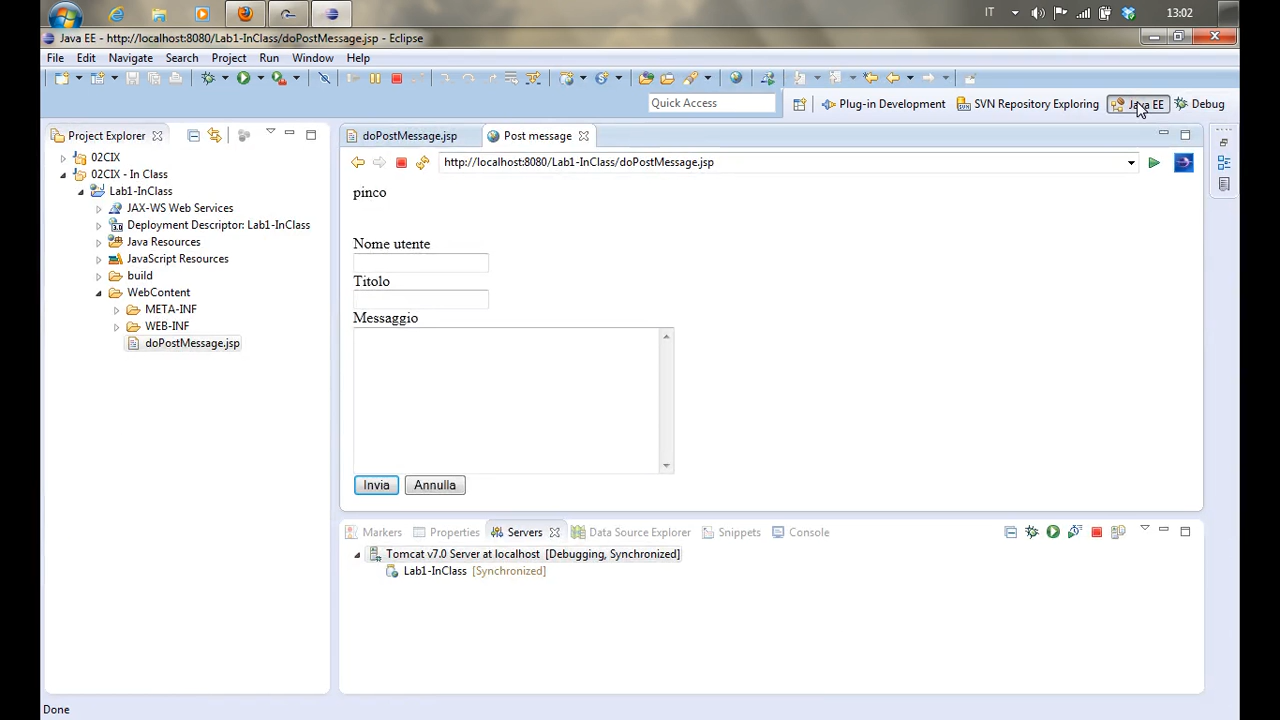 IT
13:02
Java EE - http://localhost:8080/Lab1-InClass/doPostMessage.jsp - Eclipse
File Edit Navigate Search Project Run Window Help
Quick Access
Plug-in Development
SVN Repository Exploring
Java EE
Debug
Project Explorer
02CIX
02CIX - In Class
Lab1-InClass
JAX-WS Web Services
Deployment Descriptor: Lab1-InClass
Java Resources
JavaScript Resources
build
WebContent
META-INF
WEB-INF
doPostMessage.jsp
doPostMessage.jsp
Post message
http://localhost:8080/Lab1-InClass/doPostMessage.jsp
pinco
Nome utente
Titolo
Messaggio
Invia
Annulla
Markers
Properties
Servers
Data Source Explorer
Snippets
Console
Tomcat v7.0 Server at localhost [Debugging, Synchronized]
Lab1-InClass [Synchronized]
Done